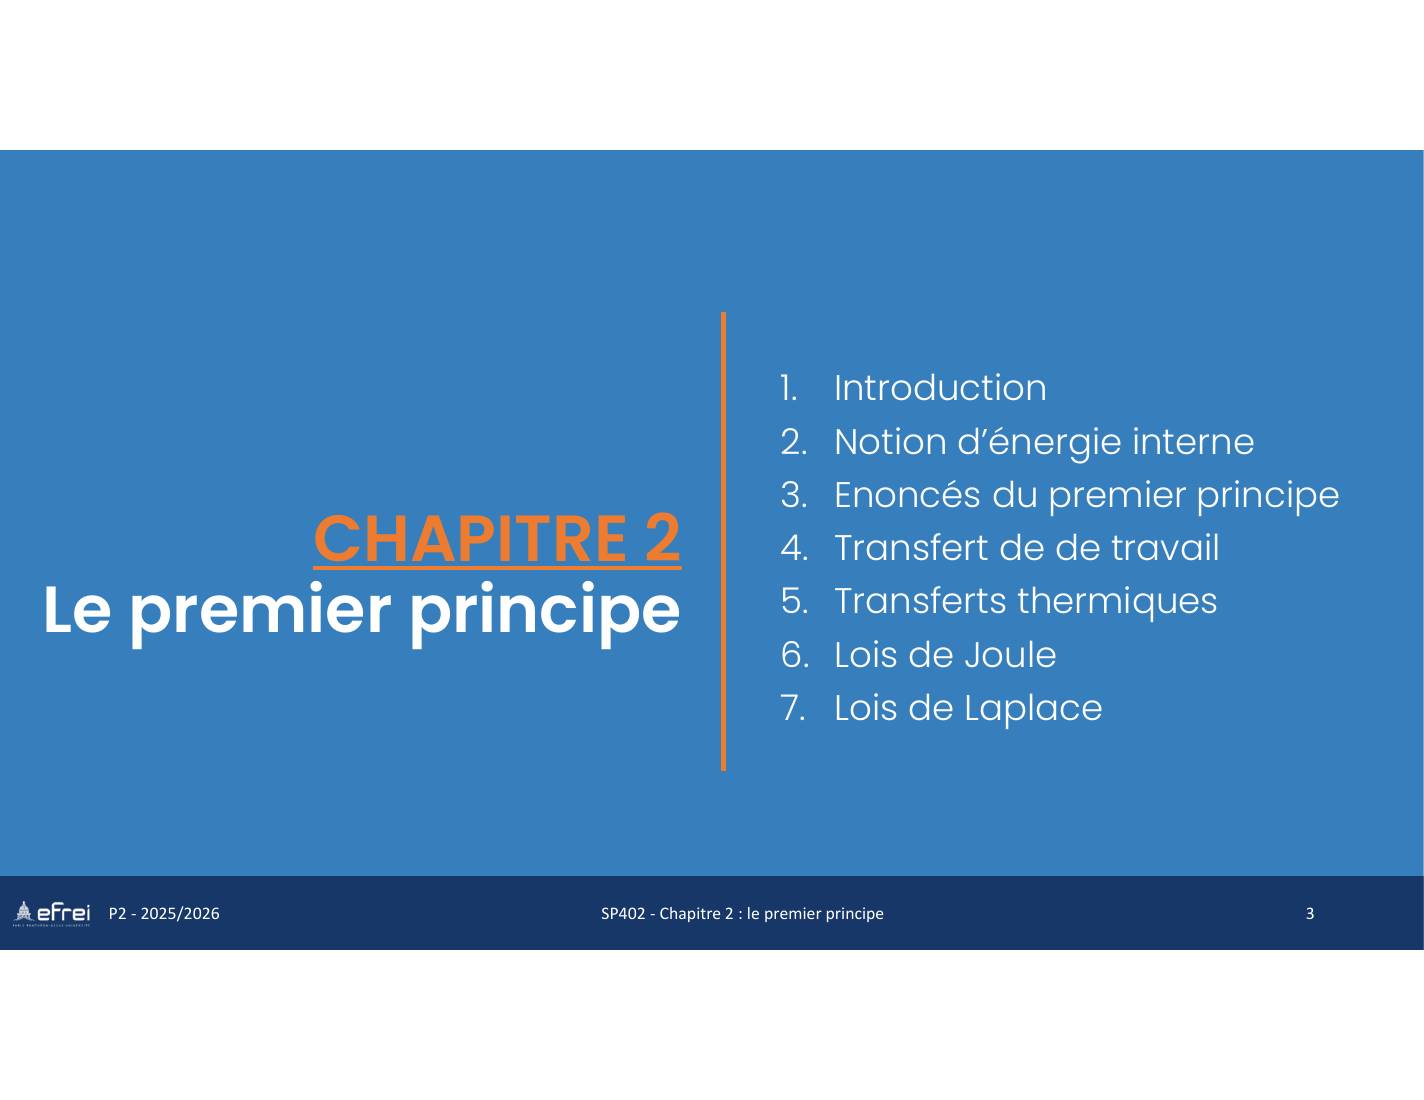 CHAPITRE 2
Le premier principe
1. Introduction
2. Notion d’énergie interne
3. Enoncés du premier principe
4. Transfert de de travail
5. Transferts thermiques
6. Lois de Joule
7. Lois de Laplace
efrei
P2 - 2025/2026
SP402 - Chapitre 2 : le premier principe
3